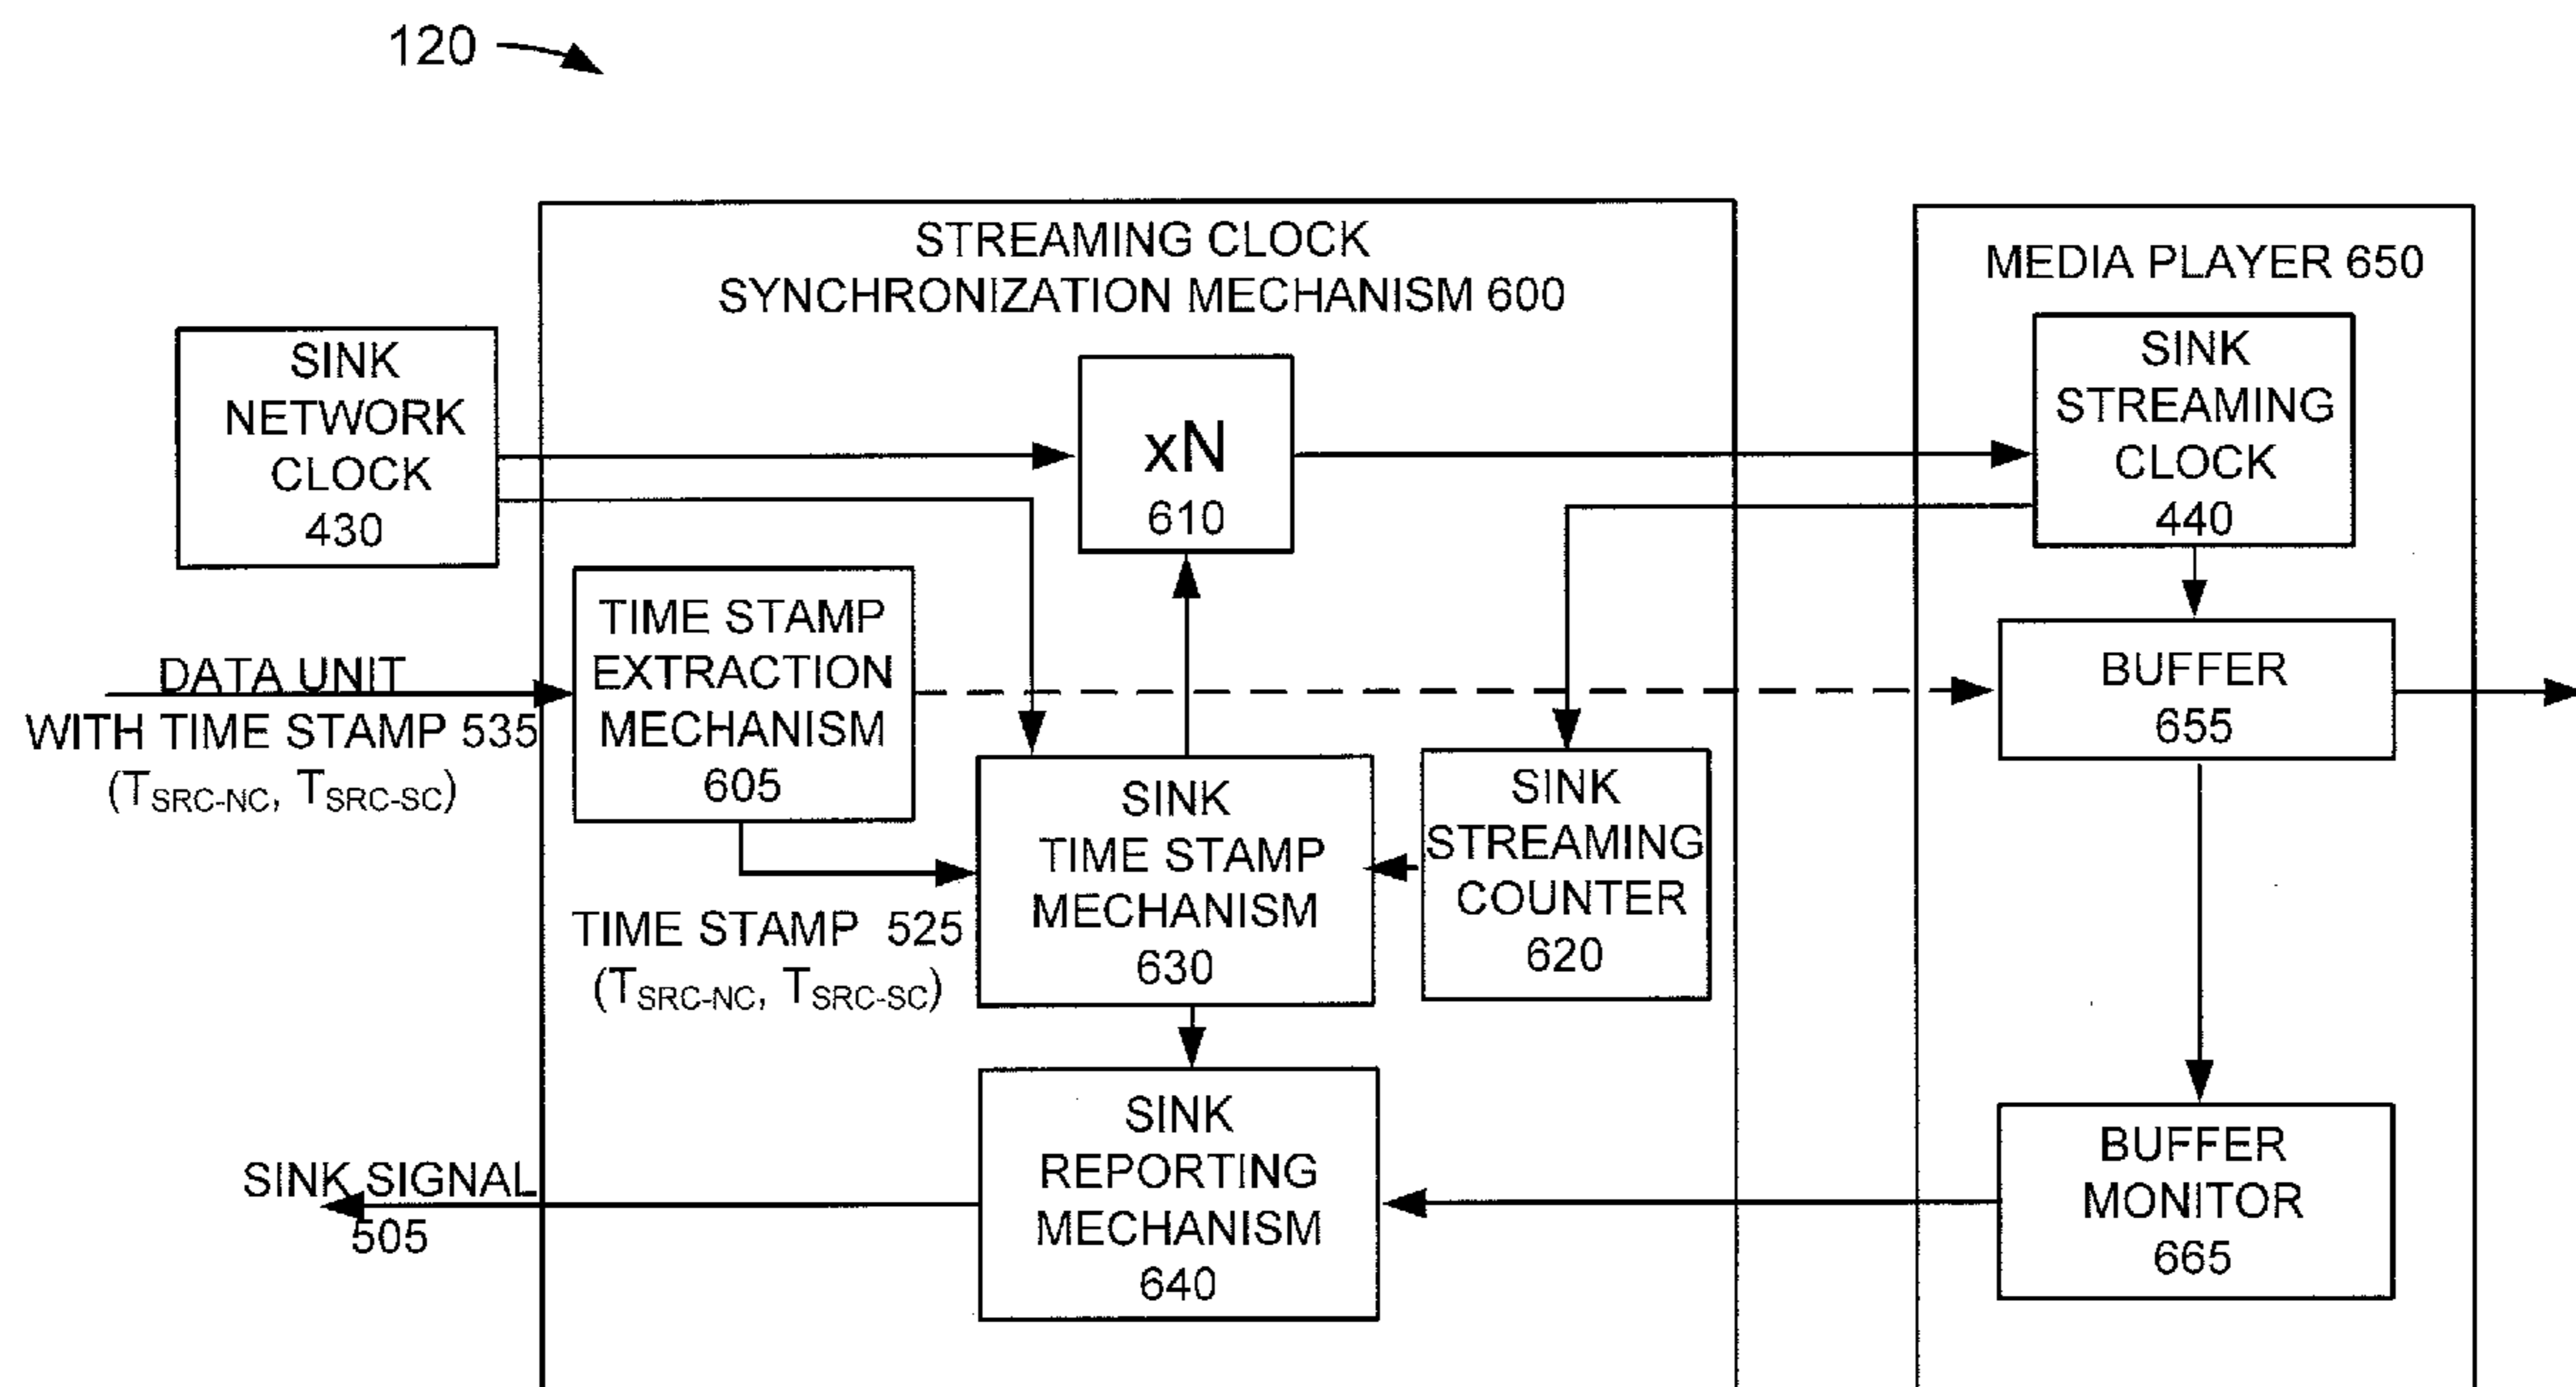 120
STREAMING CLOCK
SYNCHRONIZATION MECHANISM 600
MEDIA PLAYER 650
SINK
NETWORK
CLOCK
430
xN
610
SINK
STREAMING
CLOCK
440
TIME STAMP
EXTRACTION
MECHANISM
605
DATA UNIT
WITH TIME STAMP 535
(TSRC-NC, TSRC-SC)
BUFFER
655
SINK
TIME STAMP
MECHANISM
630
SINK
STREAMING
COUNTER
620
TIME STAMP 525
(TSRC-NC, TSRC-SC)
SINK
REPORTING
MECHANISM
640
SINK SIGNAL
505
BUFFER
MONITOR
665